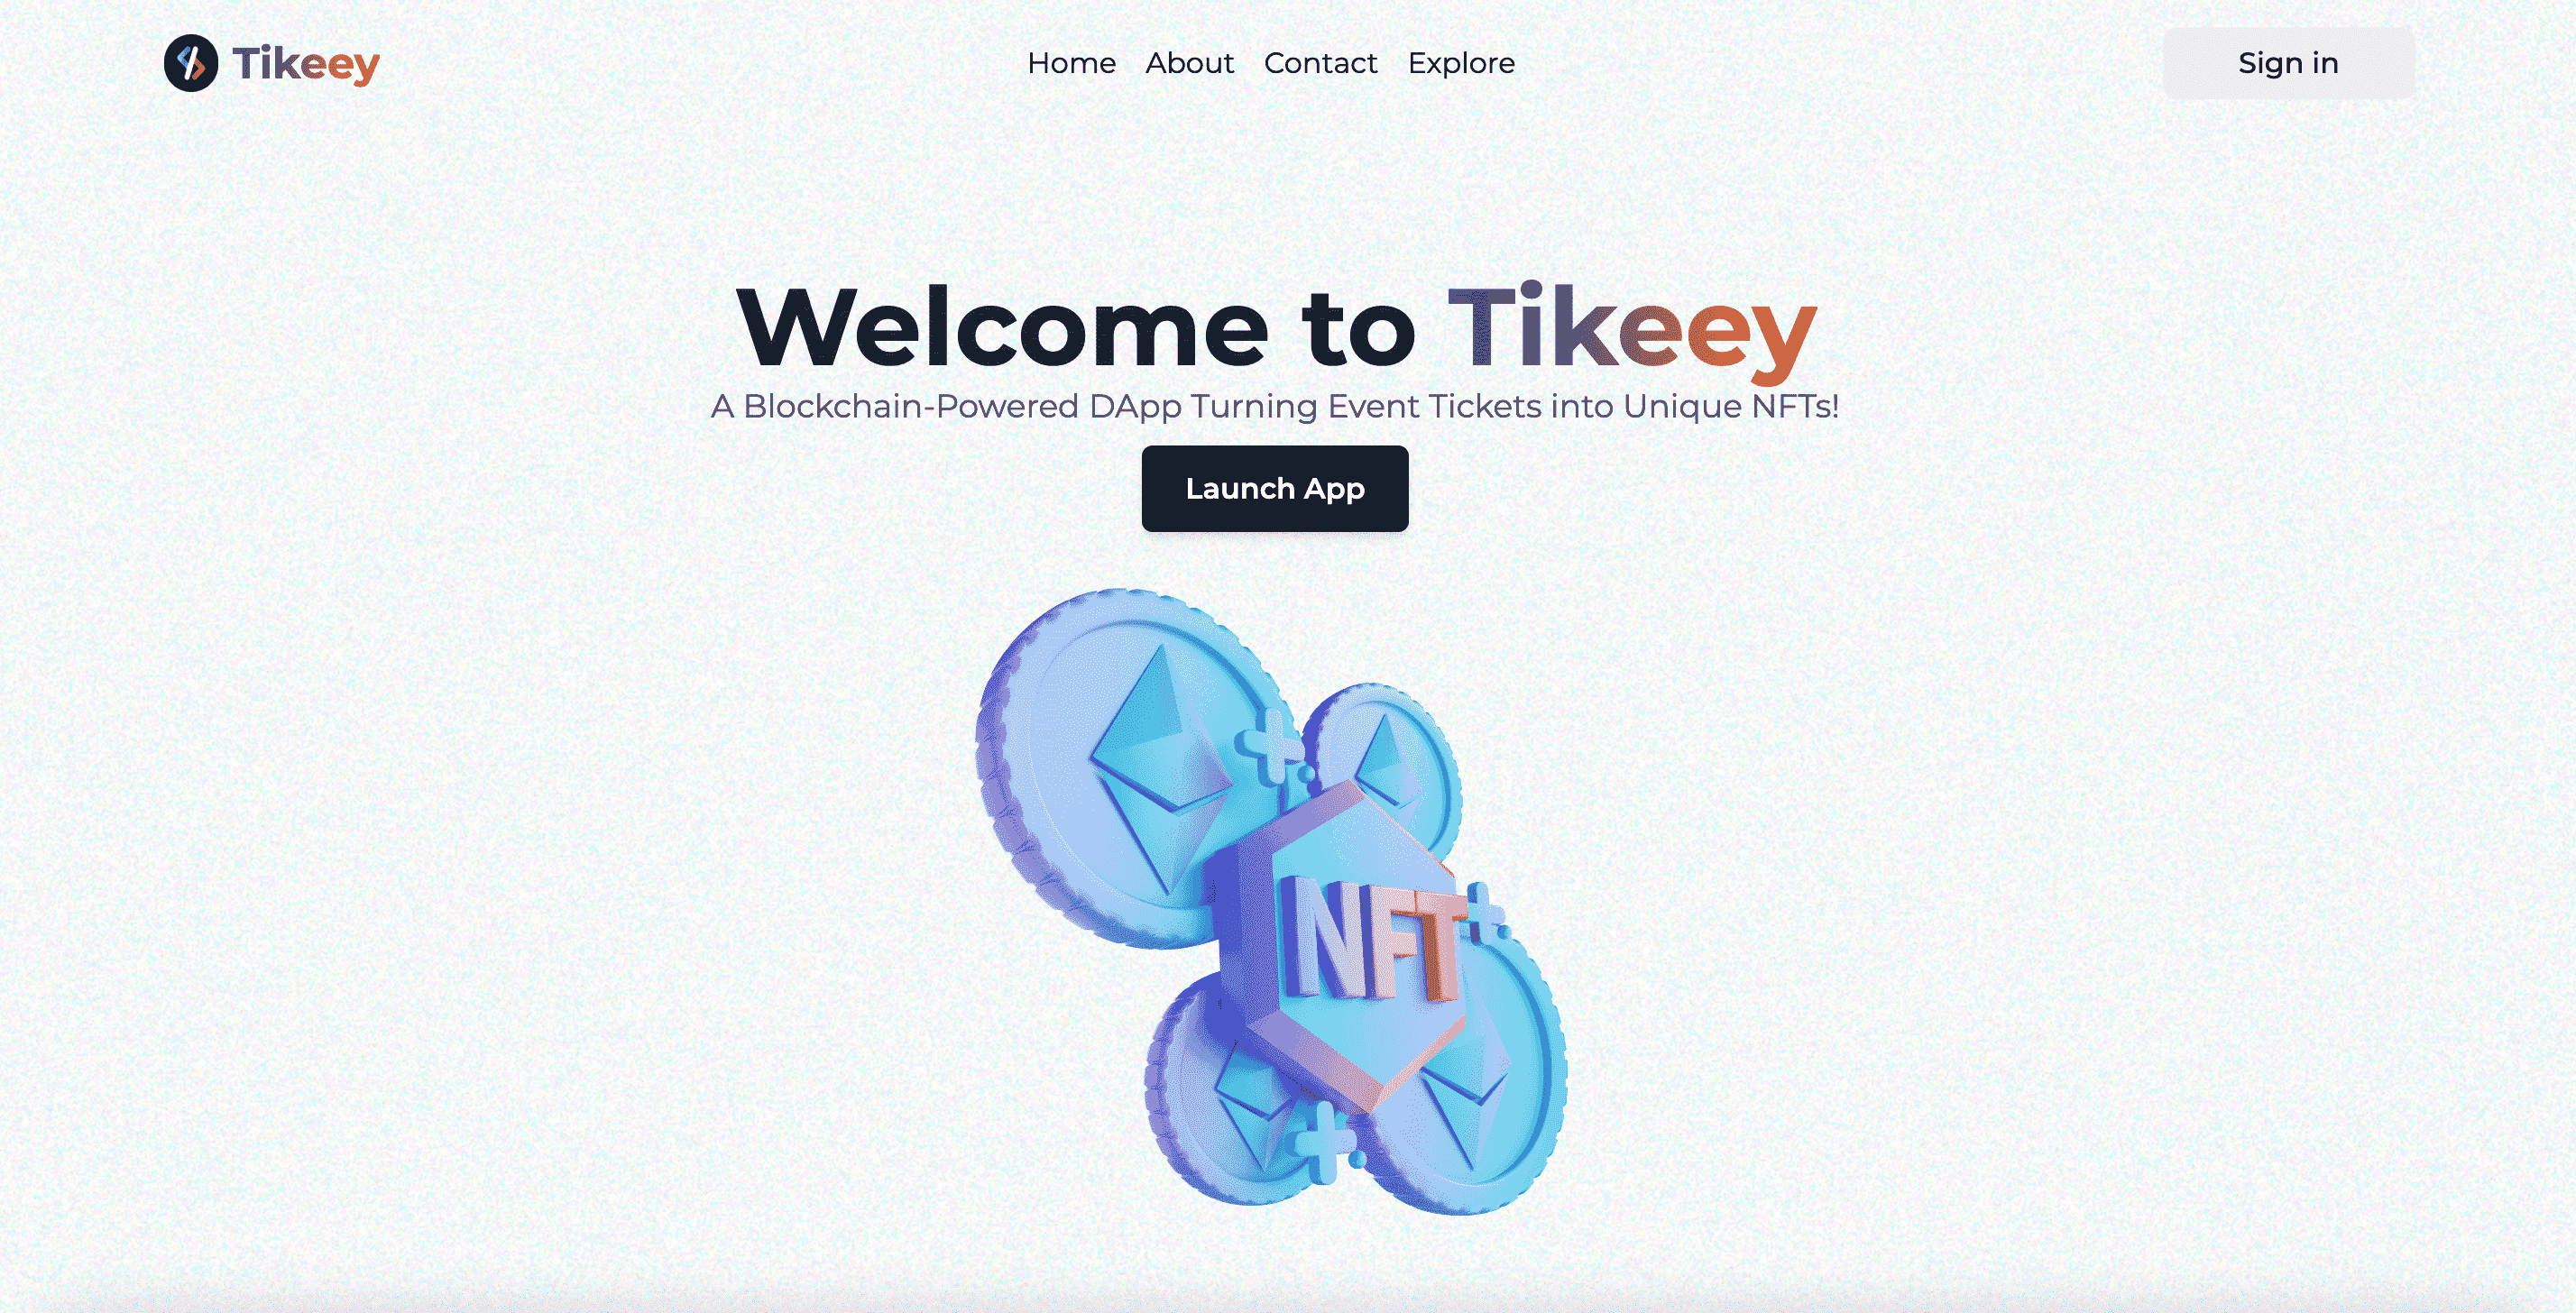 Tikeey
Home About Contact Explore
Sign in
Welcome to Tikeey
A Blockchain-Powered DApp Turning Event Tickets into Unique NFTs!
Launch App
NFT